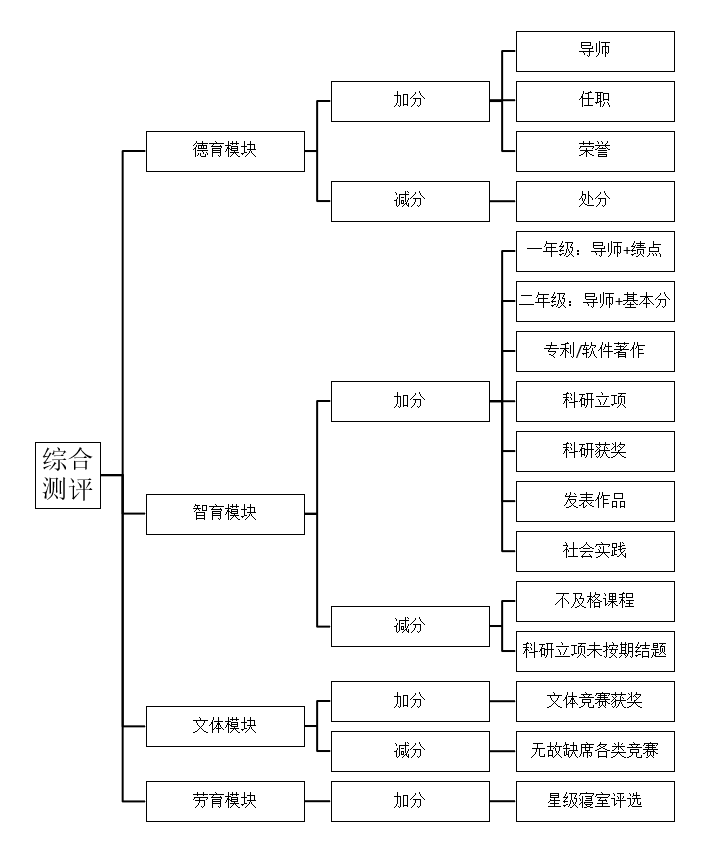 综合
测评
德育模块
加分
导师
任职
荣誉
减分
处分
智育模块
加分
一年级：导师+绩点
二年级：导师+基本分
专利/软件著作
科研立项
科研获奖
发表作品
社会实践
减分
不及格课程
科研立项未按期结题
文体模块
加分
文体竞赛获奖
减分
无故缺席各类竞赛
劳育模块
加分
星级寝室评选